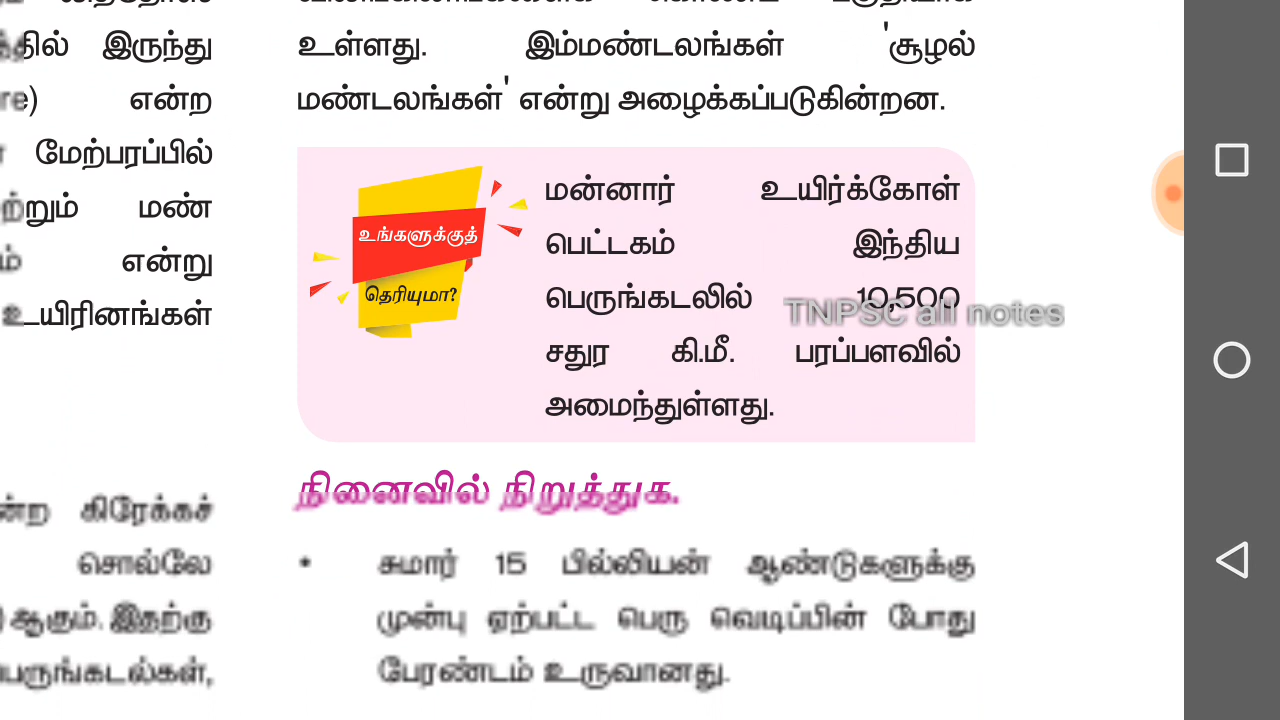 தில் இருந்து
என்ற
மேற்பரப்பில்
மண்
என்று
உயிரினங்கள்
கிரேக்கச்
சொல்லே
ஆகும். இதற்கு
உள்ளது. இம்மண்டலங்கள் 'சூழல்
மண்டலங்கள்' என்று அழைக்கப்படுகின்றன.
உங்களுக்குத்
தெரியுமா?
மன்னார் உயிர்க்கோள்
பெட்டகம் இந்திய
பெருங்கடலில் 10,500
சதுர கி.மீ. பரப்பளவில்
அமைந்துள்ளது.
TNPSC all notes
நினைவில் நிறுத்துக.
• சுமார் 15 பில்லியன் ஆண்டுகளுக்கு
முன்பு ஏற்பட்ட பெரு வெடிப்பின் போது
பேரண்டம் உருவானது.